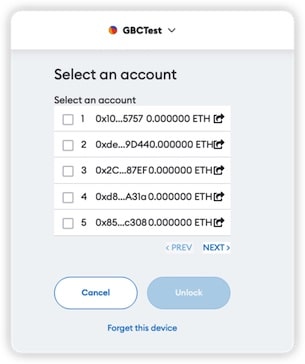 GBCTest
Select an account
Select an account
1 0x10...5757 0.000000 ETH
2 0xde...9D44 0.000000 ETH
3 0x2C...87EF 0.000000 ETH
4 0xd8...A31a 0.000000 ETH
5 0x85...c308 0.000000 ETH
< PREV NEXT >
Cancel Unlock
Forget this device